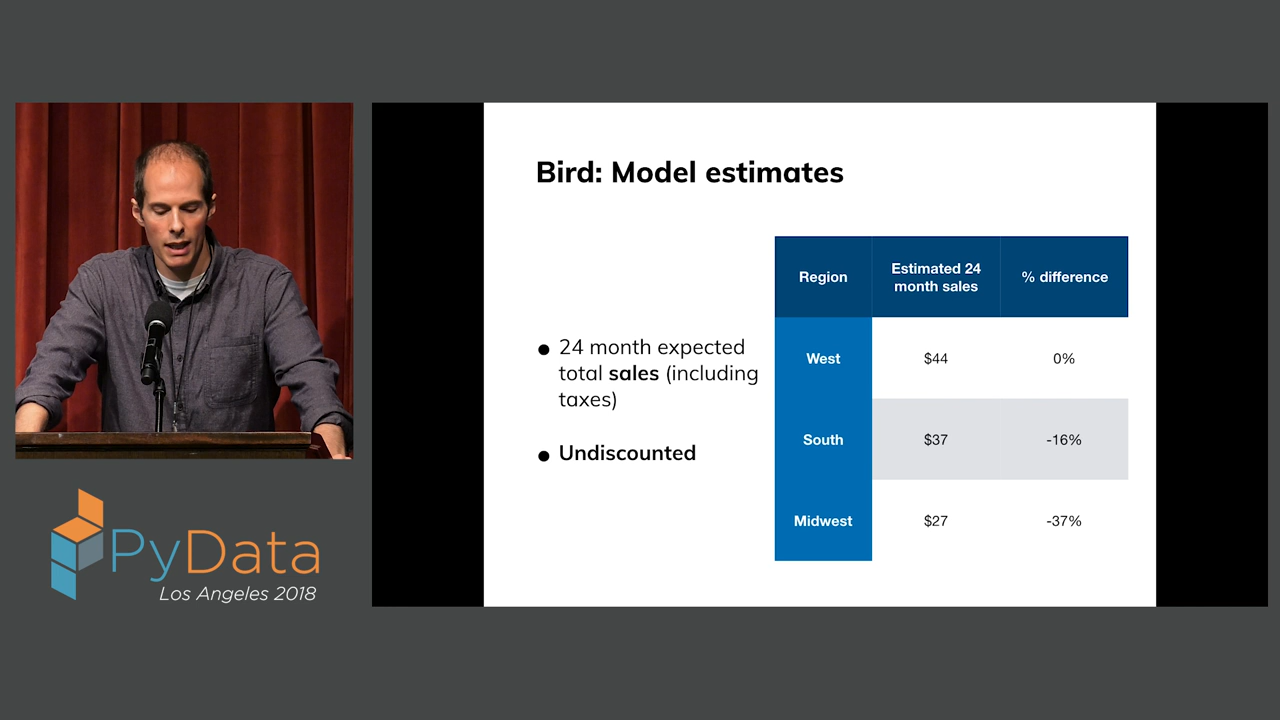 Bird: Model estimates
24 month expected
total sales (including
taxes)
Undiscounted
Region
Estimated 24
month sales
% difference
West
$44
0%
South
$37
-16%
Midwest
$27
-37%
PyData
Los Angeles 2018